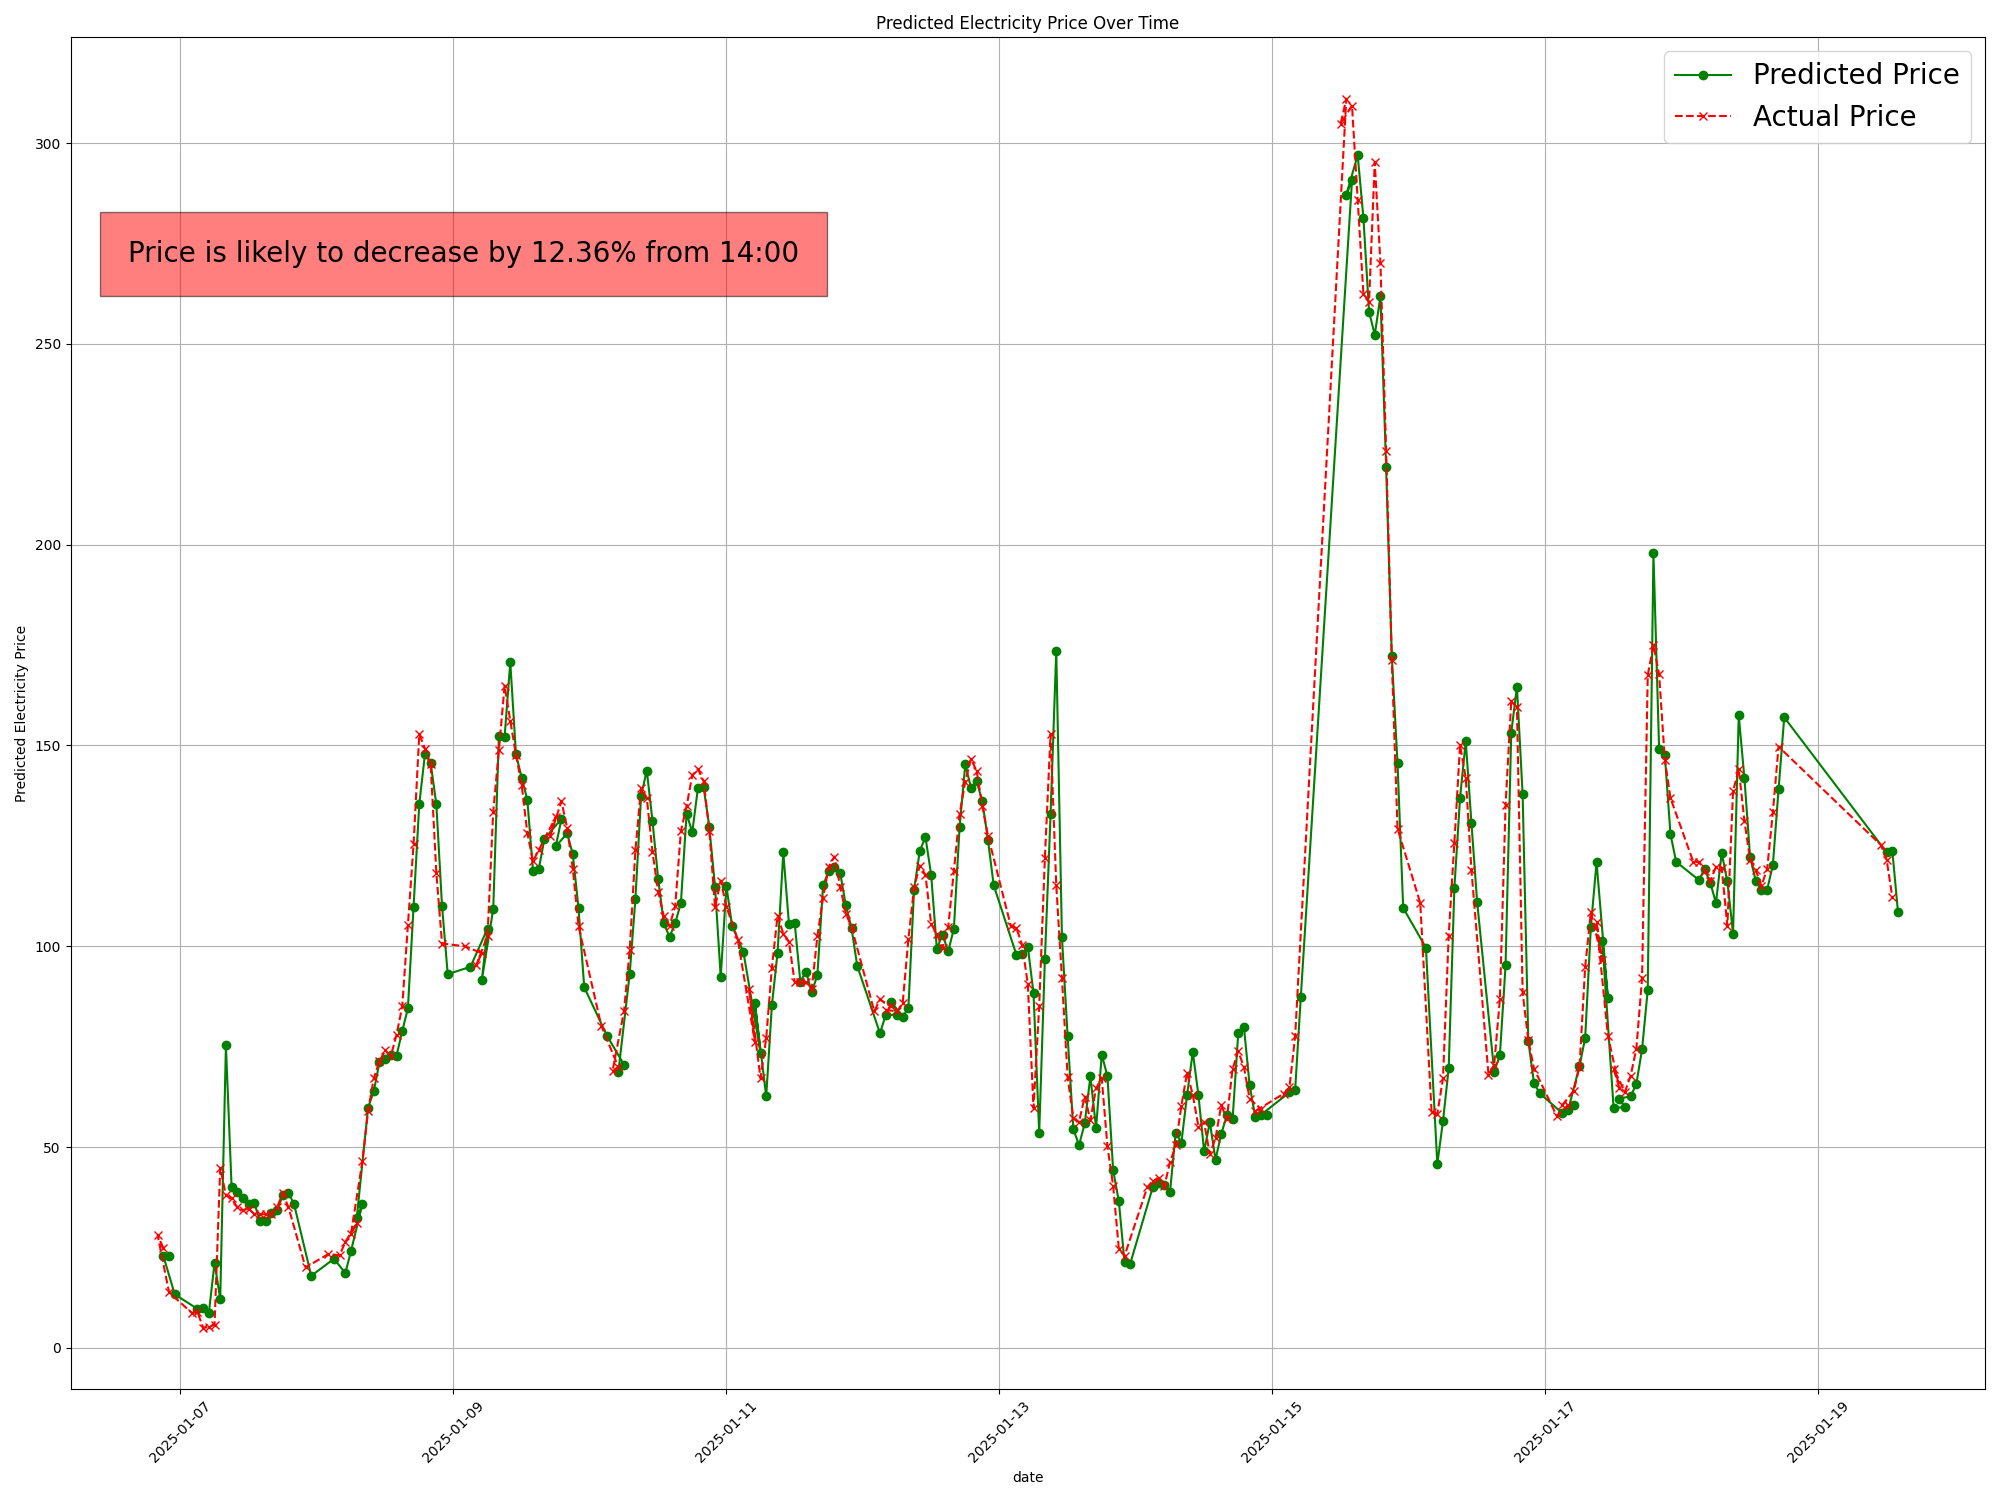 Predicted Electricity Price Over Time
Predicted Price
Actual Price
Price is likely to decrease by 12.36% from 14:00
Predicted Electricity Price
300
250
200
150
100
50
0
2025-01-07
2025-01-09
2025-01-11
2025-01-13
2025-01-15
2025-01-17
2025-01-19
date